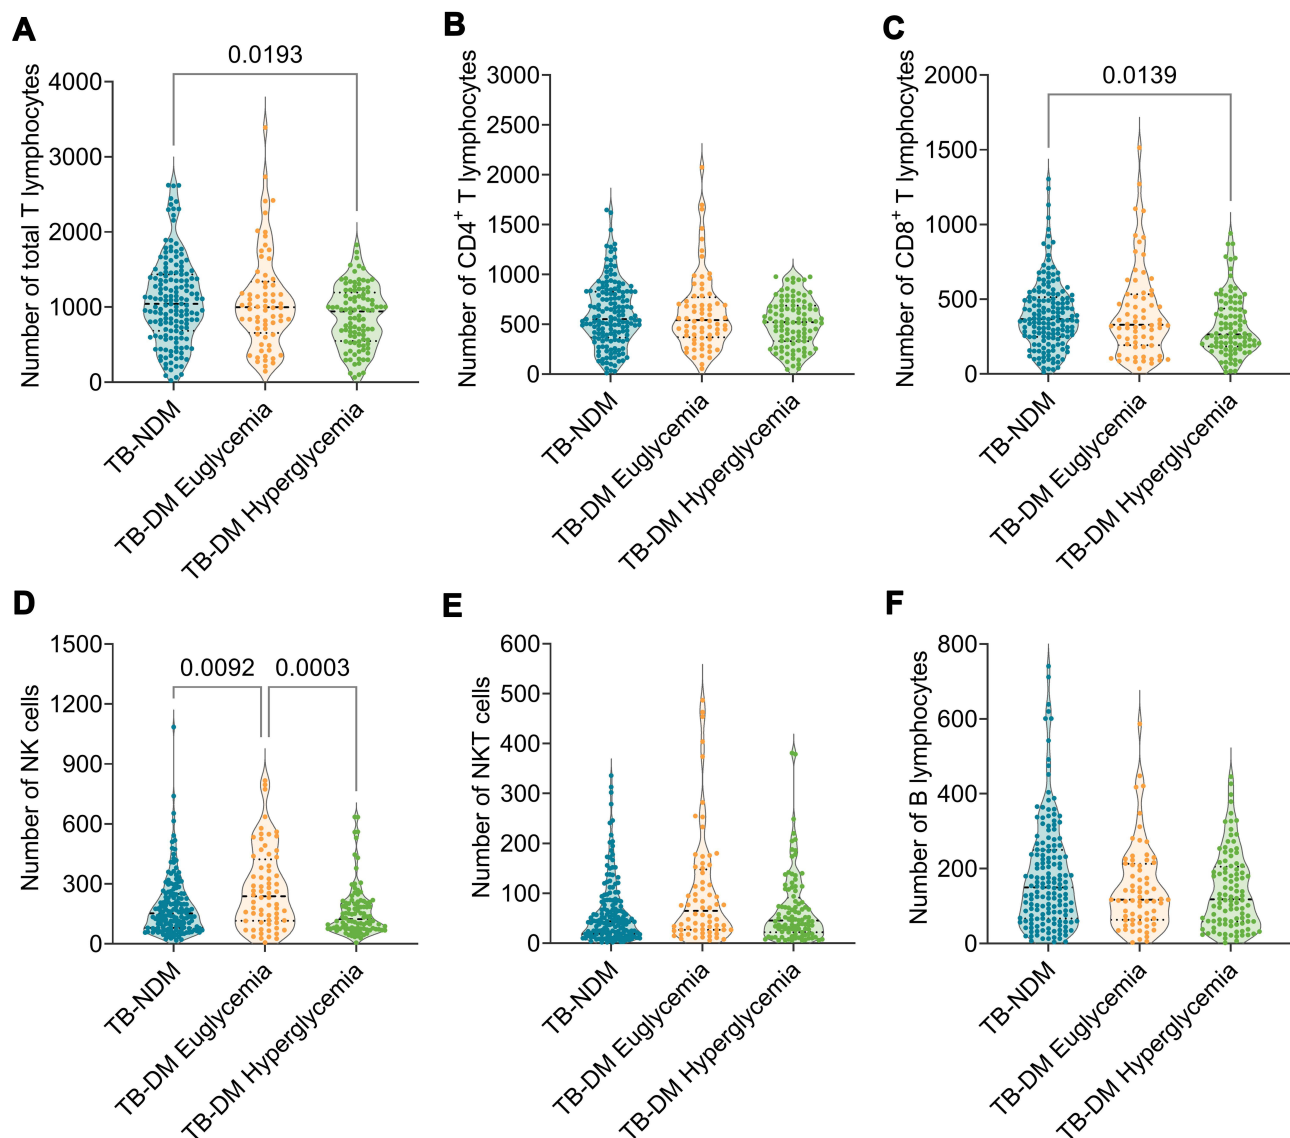 A
Number of total T lymphocytes
4000
3000
2000
1000
0
0.0193
TB-NDM
TB-DM Euglycemia
TB-DM Hyperglycemia
B
Number of CD4⁺ T lymphocytes
3000
2500
2000
1500
1000
500
0
TB-NDM
TB-DM Euglycemia
TB-DM Hyperglycemia
C
Number of CD8⁺ T lymphocytes
2000
1500
1000
500
0
0.0139
TB-NDM
TB-DM Euglycemia
TB-DM Hyperglycemia
D
Number of NK cells
1500
1200
900
600
300
0
0.0092
0.0003
TB-NDM
TB-DM Euglycemia
TB-DM Hyperglycemia
E
Number of NKT cells
600
500
400
300
200
100
0
TB-NDM
TB-DM Euglycemia
TB-DM Hyperglycemia
F
Number of B lymphocytes
800
600
400
200
0
TB-NDM
TB-DM Euglycemia
TB-DM Hyperglycemia